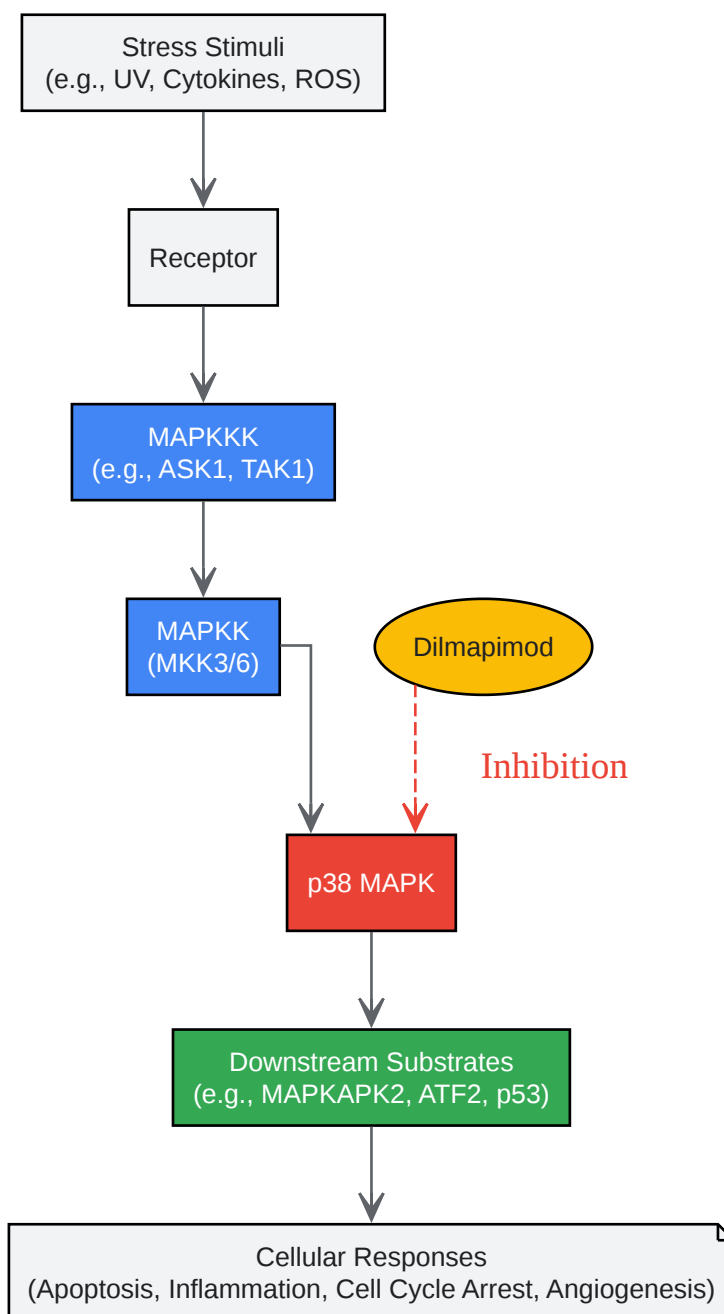 Stress Stimuli
(e.g., UV, Cytokines, ROS)
Receptor
MAPKKK
(e.g., ASK1, TAK1)
MAPKK
(MKK3/6)
Dilmapimod
Inhibition
p38 MAPK
Downstream Substrates
(e.g., MAPKAPK2, ATF2, p53)
Cellular Responses
(Apoptosis, Inflammation, Cell Cycle Arrest, Angiogenesis)